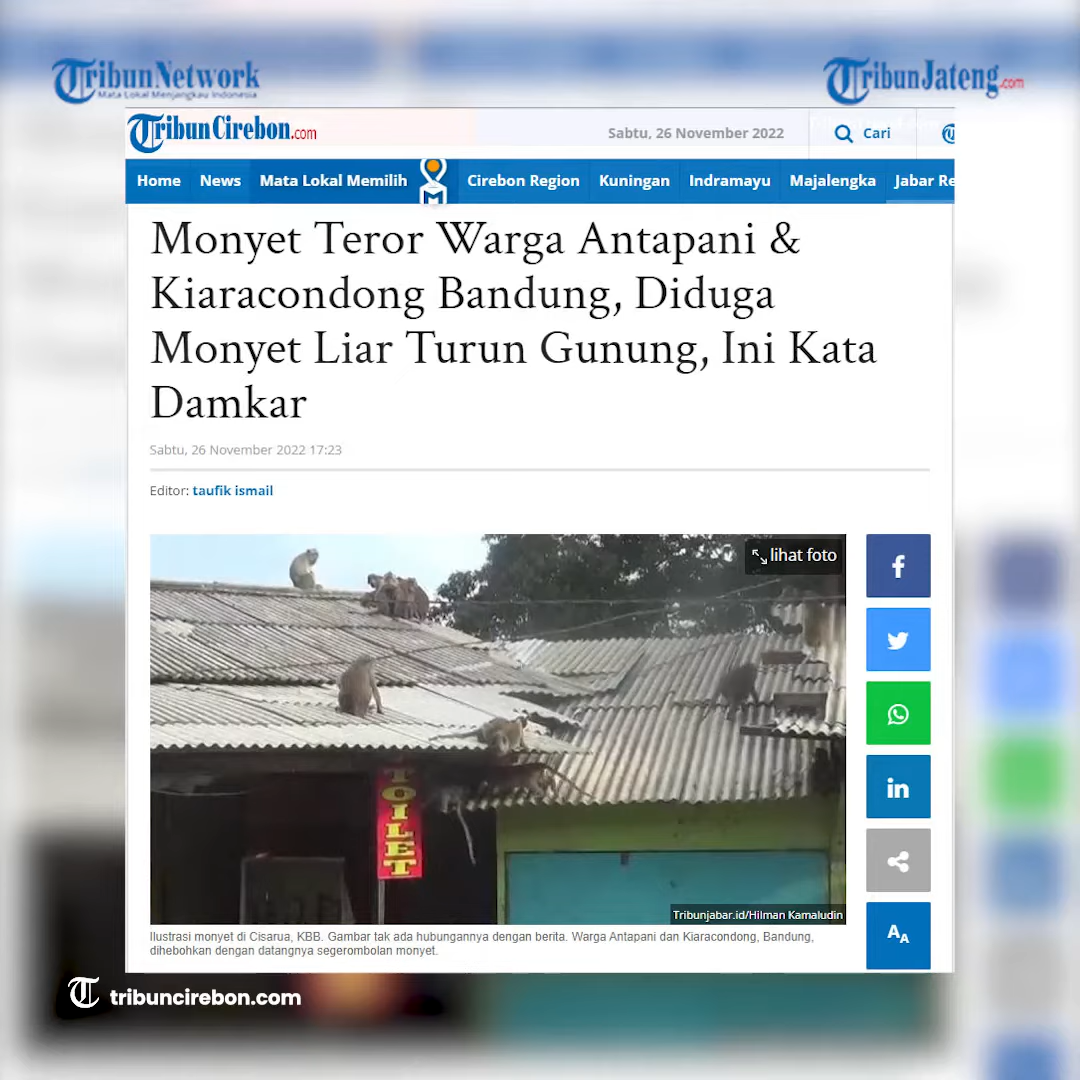 TribunNetwork
Mata Lokal Menjangkau Indonesia
TribunJateng.com
TribunCirebon.com
Sabtu, 26 November 2022
Cari
Home News Mata Lokal Memilih M Cirebon Region Kuningan Indramayu Majalengka Jabar Re
Monyet Teror Warga Antapani &
Kiaracondong Bandung, Diduga
Monyet Liar Turun Gunung, Ini Kata
Damkar
Sabtu, 26 November 2022 17:23
Editor: taufik ismail
lihat foto
TOILET
Tribunjabar.id/Hilman Kamaludin
Ilustrasi monyet di Cisarua, KBB. Gambar tak ada hubungannya dengan berita. Warga Antapani dan Kiaracondong, Bandung,
dihebohkan dengan datangnya segerombolan monyet.
AA
tribuncirebon.com